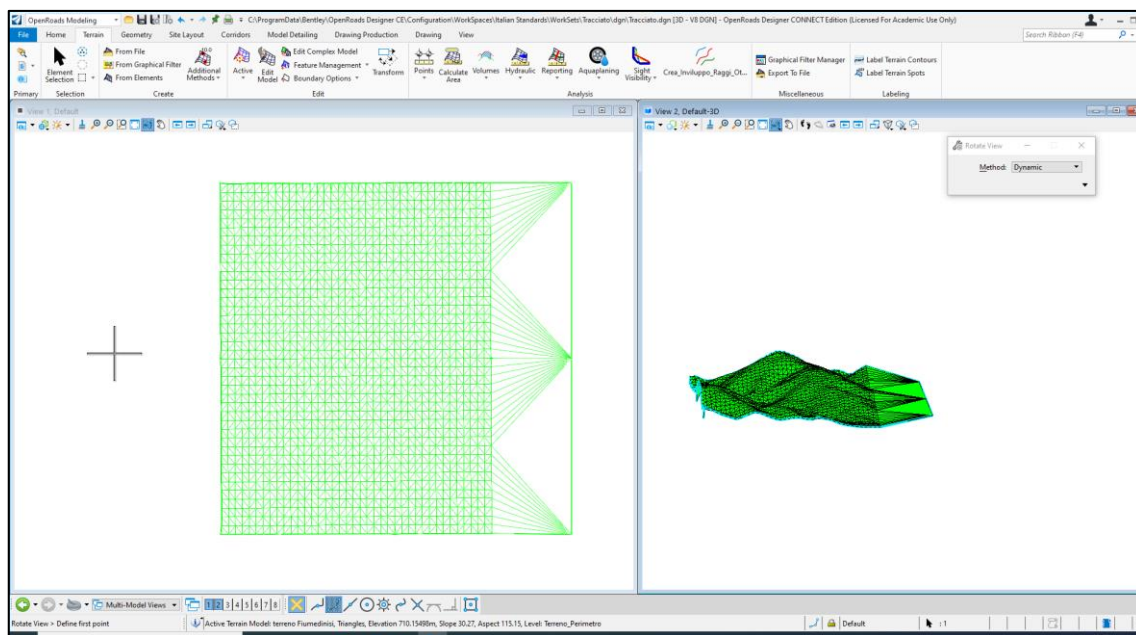 OpenRoads Modeling
C:\ProgramData\Bentley\OpenRoads Designer CE\Configuration\WorkSpaces\Italian Standards\WorkSets\Tracciato\dgn\Tracciato.dgn [3D - V8 DGN] - OpenRoads Designer CONNECT Edition (Licensed For Academic Use Only)
File Home Terrain Geometry Site Layout Corridors Model Detailing Drawing Production Drawing View
Search Ribbon (F4)
Element Selection
From File
From Graphical Filter
From Elements
Additional Methods
Active
Edit Model
Edit Complex Model
Feature Management
Boundary Options
Transform
Points
Calculate Area
Volumes
Hydraulic
Reporting
Aquaplaning
Sight Visibility
Crea_Inviluppo_Raggi_Ot...
Graphical Filter Manager
Export To File
Label Terrain Contours
Label Terrain Spots
Primary Selection Create Edit Analysis Miscellaneous Labeling
View 1, Default
View 2, Default-3D
Rotate View
Method: Dynamic
Multi-Model Views
1 2 3 4 5 6 7 8
Rotate View > Define first point
Active Terrain Model: terreno Fiumedinisi, Triangles, Elevation 710.15498m, Slope 30.27, Aspect 115.15, Level: Terreno_Perimetro
Default
: 1